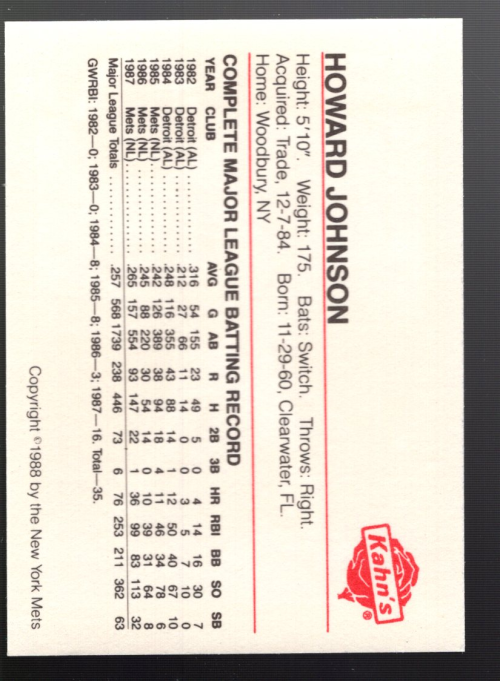 HOWARD JOHNSON
Kahn's®
Height: 5'10". Weight: 175. Bats: Switch. Throws: Right.
Acquired: Trade, 12-7-84. Born: 11-29-60, Clearwater, FL.
Home: Woodbury, NY
COMPLETE MAJOR LEAGUE BATTING RECORD
YEAR CLUB AVG G AB R H 2B 3B HR RBI BB SO SB
1982 Detroit (AL) .316 54 155 23 49 5 0 4 14 16 30 7
1983 Detroit (AL) .212 27 66 11 14 0 0 3 5 7 10 0
1984 Detroit (AL) .248 116 355 43 88 14 1 12 50 40 67 10
1985 Mets (NL) .242 126 389 38 94 18 4 11 46 34 78 6
1986 Mets (NL) .245 88 220 30 54 14 0 10 39 31 64 8
1987 Mets (NL) .265 157 554 93 147 22 1 36 99 83 113 32
Major League Totals .257 568 1739 238 446 73 6 76 253 211 362 63
GWRBI: 1982—0; 1983—0; 1984—8; 1985—8; 1986—3; 1987—16. Total—35.
Copyright ©1988 by the New York Mets